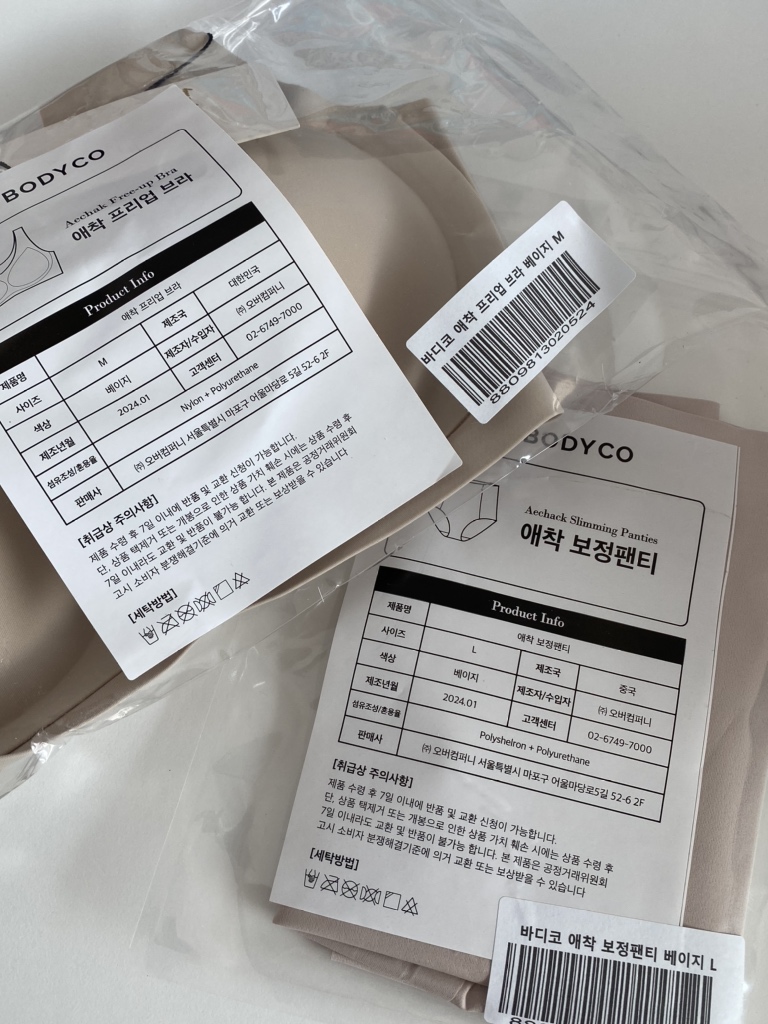 BODYCO
Aechak Free-up Bra
애착 프리업 브라
Product Info
제품명 애착 프리업 브라
사이즈 M 제조국 대한민국
색상 베이지 제조자/수입자 ㈜ 오버컴퍼니
제조년월 2024.01 고객센터 02-6749-7000
섬유조성/혼용율 Nylon + Polyurethane
판매사 ㈜ 오버컴퍼니 서울특별시 마포구 어울마당로 5길 52-6 2F
[취급상 주의사항]
제품 수령 후 7일 이내에 반품 및 교환 신청이 가능합니다.
단, 상품 택제거 또는 개봉으로 인한 상품 가치 훼손 시에는 상품 수령 후
7일 이내라도 교환 및 반품이 불가능 합니다. 본 제품은 공정거래위원회
고시 소비자 분쟁해결기준에 의거 교환 또는 보상받을 수 있습니다
[세탁방법]
바디코 애착 프리업 브라 베이지 M
8809813020524
BODYCO
Aechack Slimming Panties
애착 보정팬티
Product Info
제품명 애착 보정팬티
사이즈 L 제조국 중국
색상 베이지 제조자/수입자 ㈜ 오버컴퍼니
제조년월 2024.01 고객센터 02-6749-7000
섬유조성/혼용율 Polyshelron + Polyurethane
판매사 ㈜ 오버컴퍼니 서울특별시 마포구 어울마당로5길 52-6 2F
[취급상 주의사항]
제품 수령 후 7일 이내에 반품 및 교환 신청이 가능합니다.
단, 상품 택제거 또는 개봉으로 인한 상품 가치 훼손 시에는 상품 수령 후
7일 이내라도 교환 및 반품이 불가능 합니다. 본 제품은 공정거래위원회
고시 소비자 분쟁해결기준에 의거 교환 또는 보상받을 수 있습니다
[세탁방법]
바디코 애착 보정팬티 베이지 L